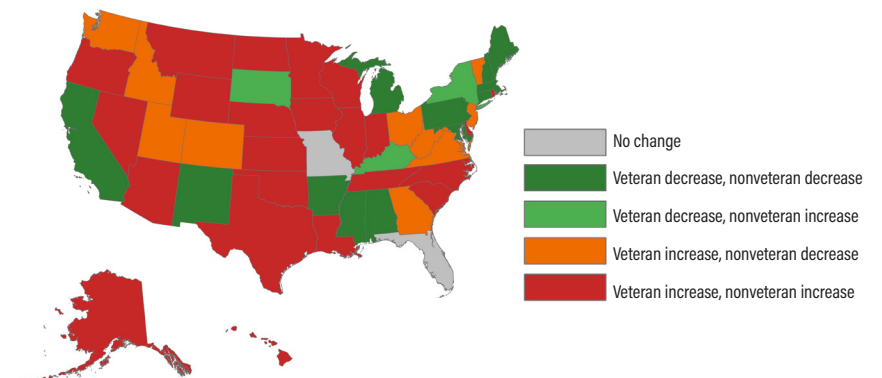 No change
Veteran decrease, nonveteran decrease
Veteran decrease, nonveteran increase
Veteran increase, nonveteran decrease
Veteran increase, nonveteran increase